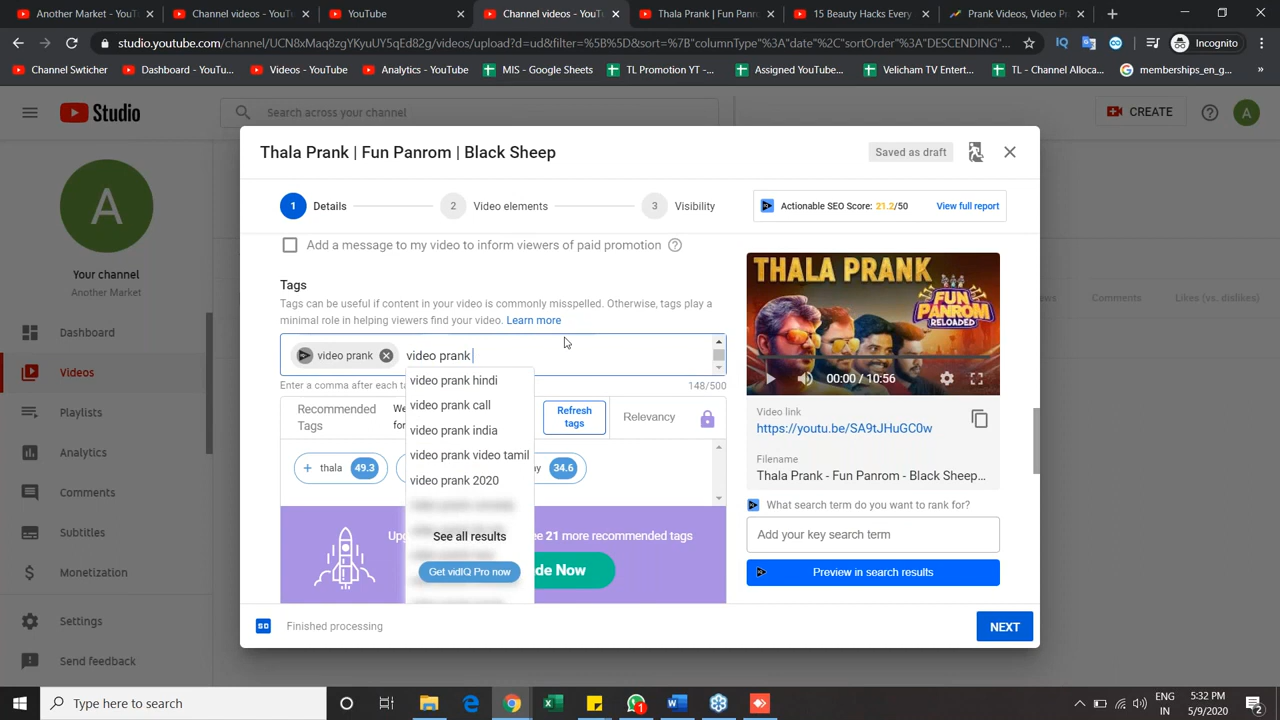 Another Market - YouTube
Channel videos - YouTu
YouTube
Channel videos - YouTu
Thala Prank | Fun Panro
15 Beauty Hacks Every
Prank Videos, Video P
studio.youtube.com/channel/UCN8xMaq8zgYKyuUY5qEd82g/videos/upload?d=ud&filter=%5B%5D&sort=%7B"columnType"%3A"date"%2C"sortOrder"%3A"DESCENDING"...
Incognito
Channel Swticher
Dashboard - YouTu...
Videos - YouTube
Analytics - YouTube
MIS - Google Sheets
TL Promotion YT -...
Assigned YouTube...
Velicham TV Entert...
TL - Channel Alloca...
memberships_en_g...
Studio
Search across your channel
CREATE
A
A
Your channel
Another Market
Dashboard
Videos
Playlists
Analytics
Comments
Subtitles
Monetization
Settings
Send feedback
Comments
Likes (vs. dislikes)
Thala Prank | Fun Panrom | Black Sheep
Saved as draft
1 Details
2 Video elements
3 Visibility
Actionable SEO Score: 21.2/50
View full report
Add a message to my video to inform viewers of paid promotion
Tags
Tags can be useful if content in your video is commonly misspelled. Otherwise, tags play a
minimal role in helping viewers find your video. Learn more
video prank
video prank
Enter a comma after each t
148/500
video prank hindi
video prank call
video prank india
video prank video tamil
video prank 2020
See all results
Get vidIQ Pro now
Recommended
Tags
Refresh
tags
Relevancy
+ thala 49.3
34.6
21 more recommended tags
THALA PRANK
FUN
PANROM
RELOADED
00:00 / 10:56
Video link
https://youtu.be/SA9tJHuGC0w
Filename
Thala Prank - Fun Panrom - Black Sheep...
What search term do you want to rank for?
Add your key search term
Preview in search results
Finished processing
NEXT
Type here to search
1
ENG
IN
5:32 PM
5/9/2020
2